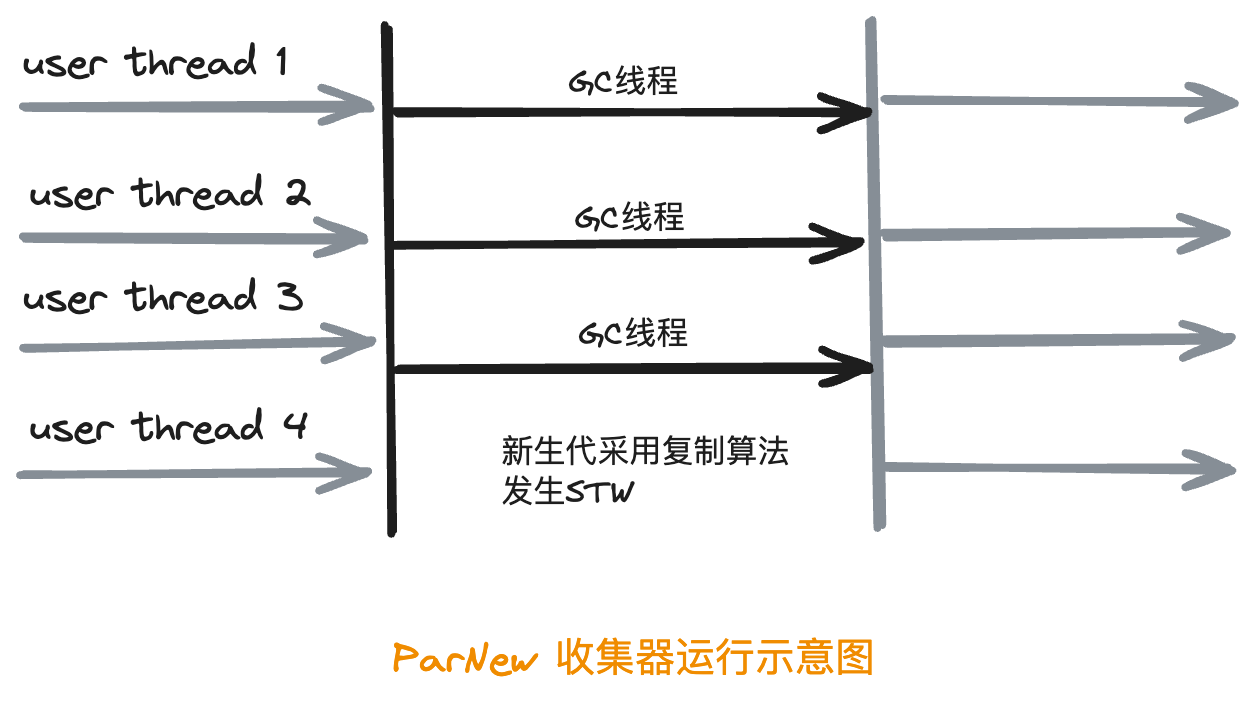 user thread 1
GC线程
user thread 2
GC线程
user thread 3
GC线程
user thread 4
新生代采用复制算法
发生STW
ParNew 收集器运行示意图